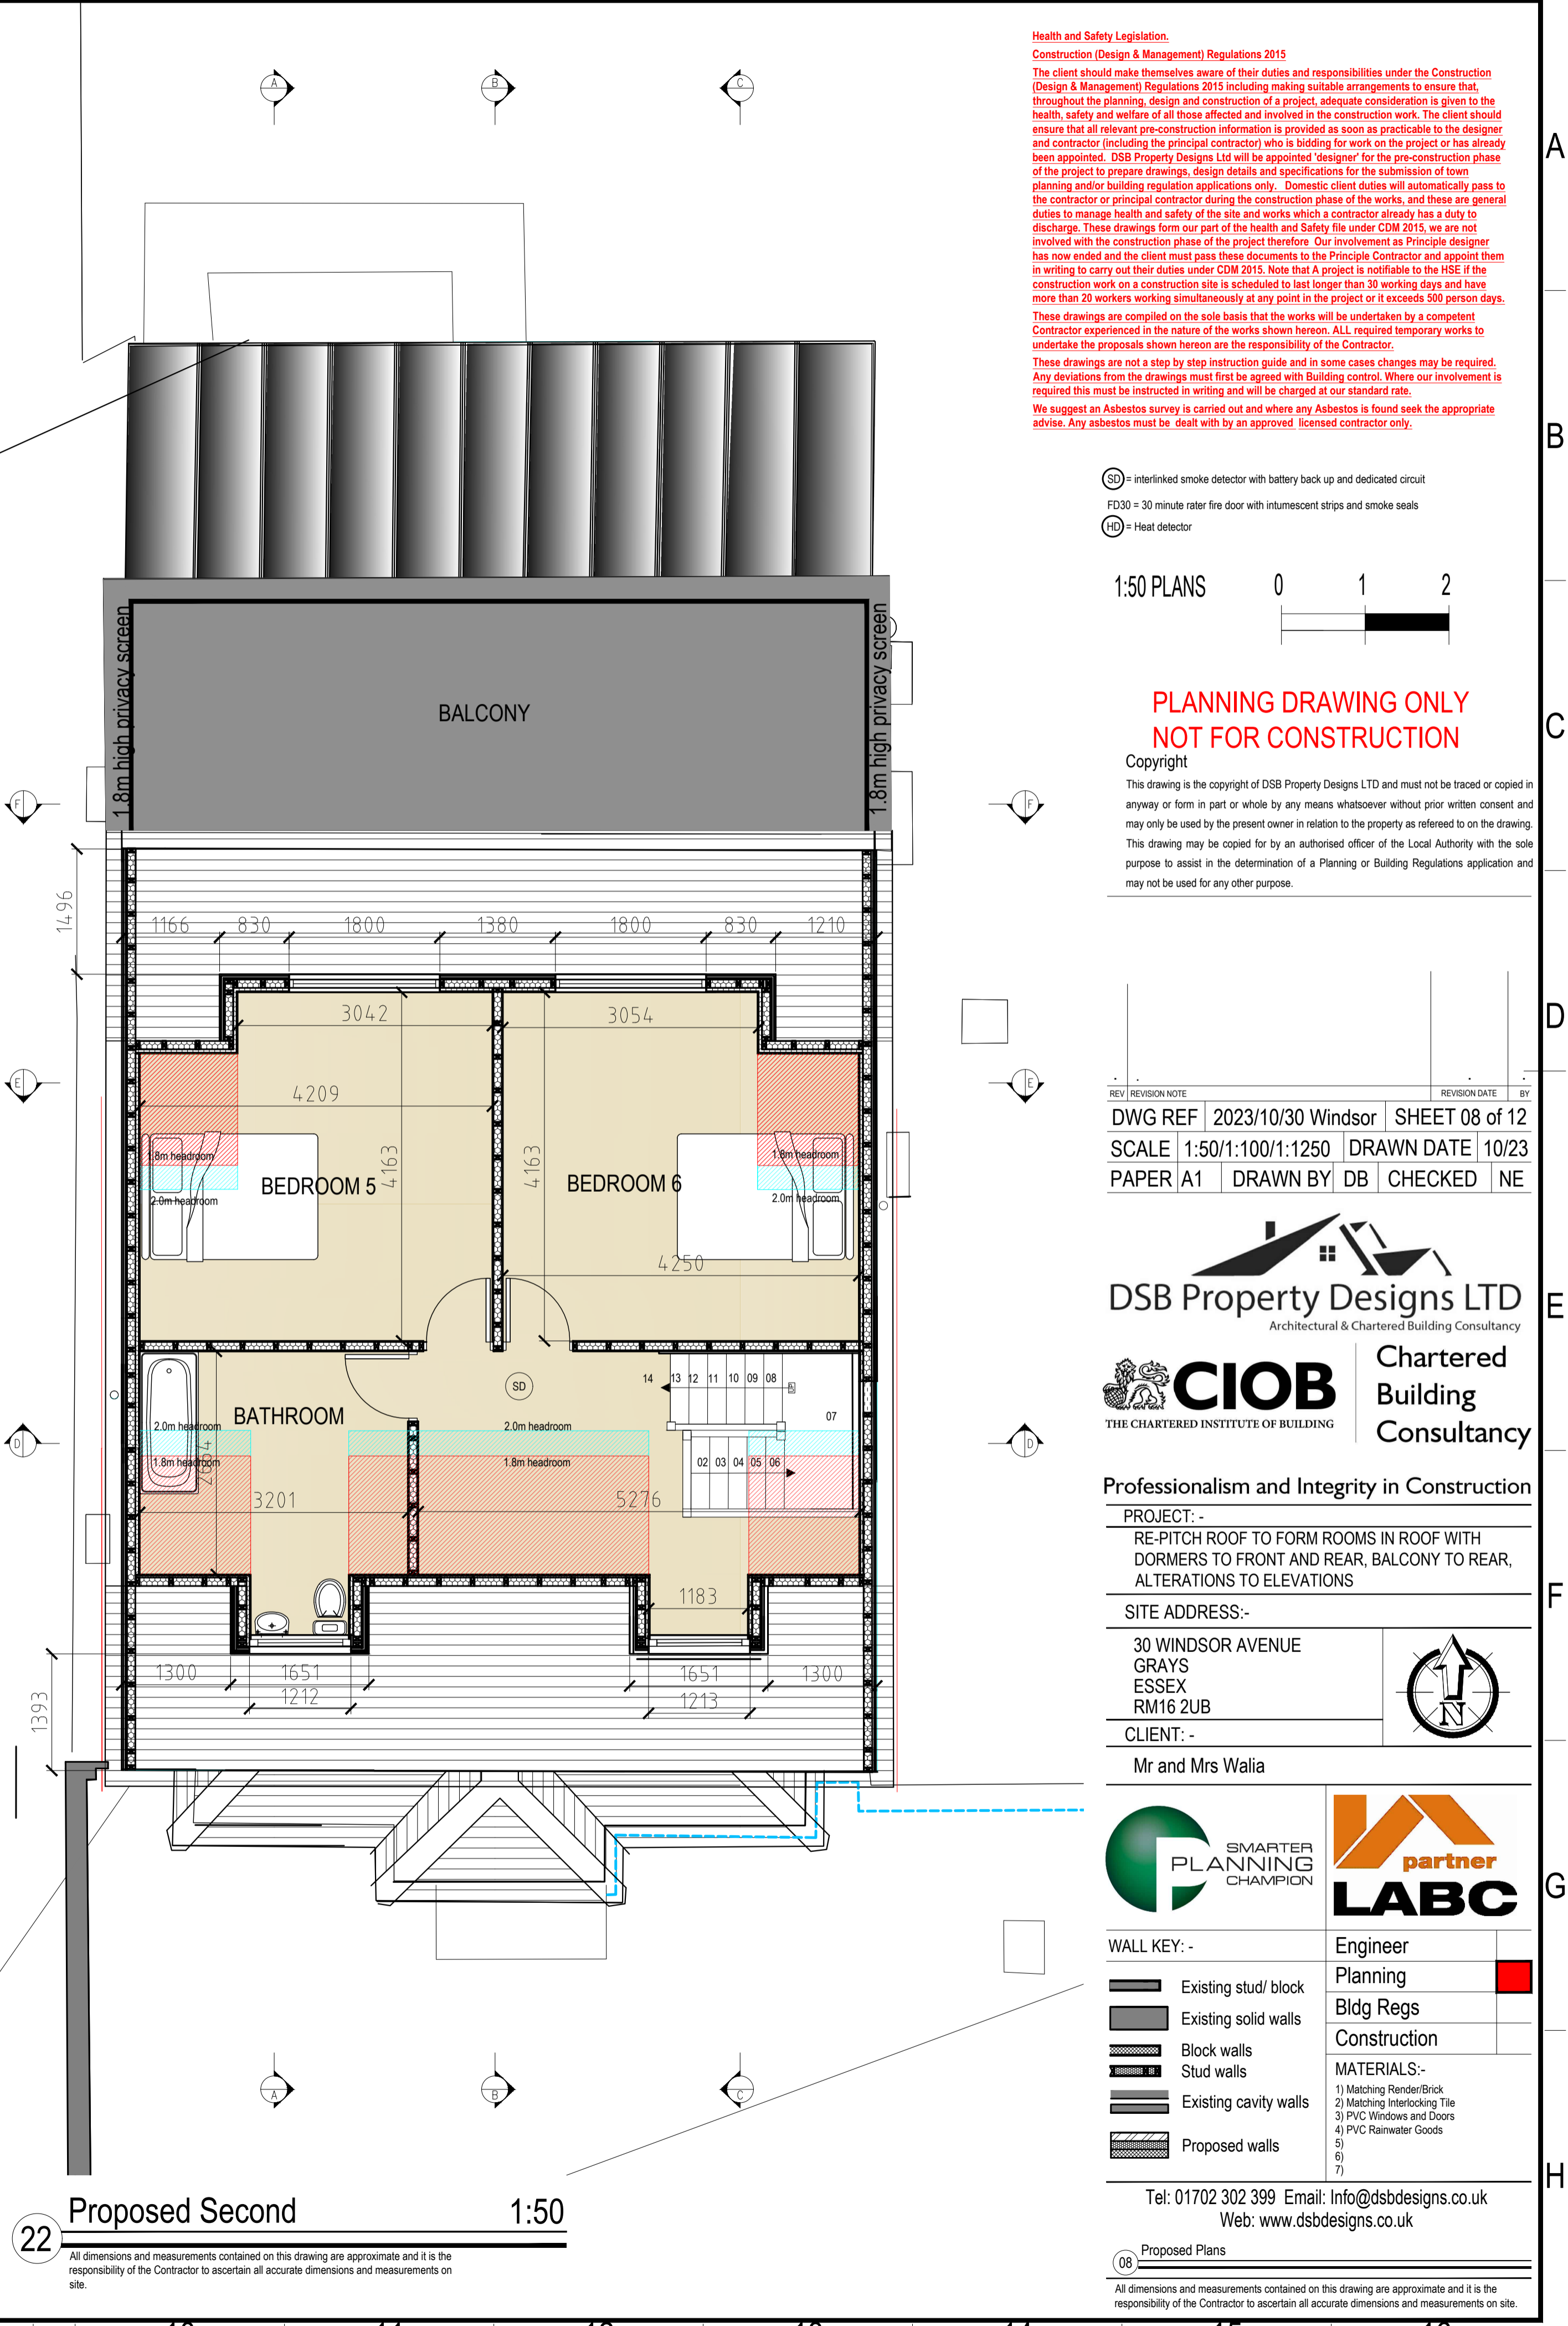 A
B
C
Health and Safety Legislation.
Construction (Design & Management) Regulations 2015
The client should make themselves aware of their duties and responsibilities under the Construction
(Design & Management) Regulations 2015 including making suitable arrangements to ensure that,
throughout the planning, design and construction of a project, adequate consideration is given to the
health, safety and welfare of all those affected and involved in the construction work. The client should
ensure that all relevant pre-construction information is provided as soon as practicable to the designer
and contractor (including the principal contractor) who is bidding for work on the project or has already
been appointed. DSB Property Designs Ltd will be appointed 'designer' for the pre-construction phase
of the project to prepare drawings, design details and specifications for the submission of town
planning and/or building regulation applications only. Domestic client duties will automatically pass to
the contractor or principal contractor during the construction phase of the works, and these are general
duties to manage health and safety of the site and works which a contractor already has a duty to
discharge. These drawings form our part of the health and Safety file under CDM 2015, we are not
involved with the construction phase of the project therefore Our involvement as Principle designer
has now ended and the client must pass these documents to the Principle Contractor and appoint them
in writing to carry out their duties under CDM 2015. Note that A project is notifiable to the HSE if the
construction work on a construction site is scheduled to last longer than 30 working days and have
more than 20 workers working simultaneously at any point in the project or it exceeds 500 person days.
These drawings are compiled on the sole basis that the works will be undertaken by a competent
Contractor experienced in the nature of the works shown hereon. ALL required temporary works to
undertake the proposals shown hereon are the responsibility of the Contractor.
These drawings are not a step by step instruction guide and in some cases changes may be required.
Any deviations from the drawings must first be agreed with Building control. Where our involvement is
required this must be instructed in writing and will be charged at our standard rate.
We suggest an Asbestos survey is carried out and where any Asbestos is found seek the appropriate
advise. Any asbestos must be dealt with by an approved licensed contractor only.
SD = interlinked smoke detector with battery back up and dedicated circuit
FD30 = 30 minute rater fire door with intumescent strips and smoke seals
HD = Heat detector
1:50 PLANS 0 1 2
PLANNING DRAWING ONLY
NOT FOR CONSTRUCTION
Copyright
This drawing is the copyright of DSB Property Designs LTD and must not be traced or copied in
anyway or form in part or whole by any means whatsoever without prior written consent and
may only be used by the present owner in relation to the property as refereed to on the drawing.
This drawing may be copied for by an authorised officer of the Local Authority with the sole
purpose to assist in the determination of a Planning or Building Regulations application and
may not be used for any other purpose.
REV REVISION NOTE REVISION DATE BY
DWG REF 2023/10/30 Windsor SHEET 08 of 12
SCALE 1:50/1:100/1:1250 DRAWN DATE 10/23
PAPER A1 DRAWN BY DB CHECKED NE
DSB Property Designs LTD
Architectural & Chartered Building Consultancy
CIOB
THE CHARTERED INSTITUTE OF BUILDING
Chartered
Building
Consultancy
Professionalism and Integrity in Construction
PROJECT: -
RE-PITCH ROOF TO FORM ROOMS IN ROOF WITH
DORMERS TO FRONT AND REAR, BALCONY TO REAR,
ALTERATIONS TO ELEVATIONS
SITE ADDRESS:-
30 WINDSOR AVENUE
GRAYS
ESSEX
RM16 2UB
N
CLIENT: -
Mr and Mrs Walia
SMARTER
PLANNING
CHAMPION
partner
LABC
WALL KEY: -
Existing stud/ block
Existing solid walls
Block walls
Stud walls
Existing cavity walls
Proposed walls
Engineer
Planning
Bldg Regs
Construction
MATERIALS:-
1) Matching Render/Brick
2) Matching Interlocking Tile
3) PVC Windows and Doors
4) PVC Rainwater Goods
5)
6)
7)
Tel: 01702 302 399 Email: Info@dsbdesigns.co.uk
Web: www.dsbdesigns.co.uk
08 Proposed Plans
All dimensions and measurements contained on this drawing are approximate and it is the
responsibility of the Contractor to ascertain all accurate dimensions and measurements on site.
A
B
C
D
E
F
G
H
1.8m high privacy screen
BALCONY
1.8m high privacy screen
F
F
1496
1166 830 1800 1380 1800 830 1210
3042
3054
E
E
4209
4163
4163
1.8m headroom
2.0m headroom
BEDROOM 5
BEDROOM 6
1.8m headroom
2.0m headroom
4250
SD
14 13 12 11 10 09 08
07
02 03 04 05 06
BATHROOM
2.0m headroom
1.8m headroom
2.0m headroom
1.8m headroom
D
D
3201
5276
1183
1300 1651
1212
1651 1300
1213
1393
A
B
C
22 Proposed Second 1:50
All dimensions and measurements contained on this drawing are approximate and it is the
responsibility of the Contractor to ascertain all accurate dimensions and measurements on
site.